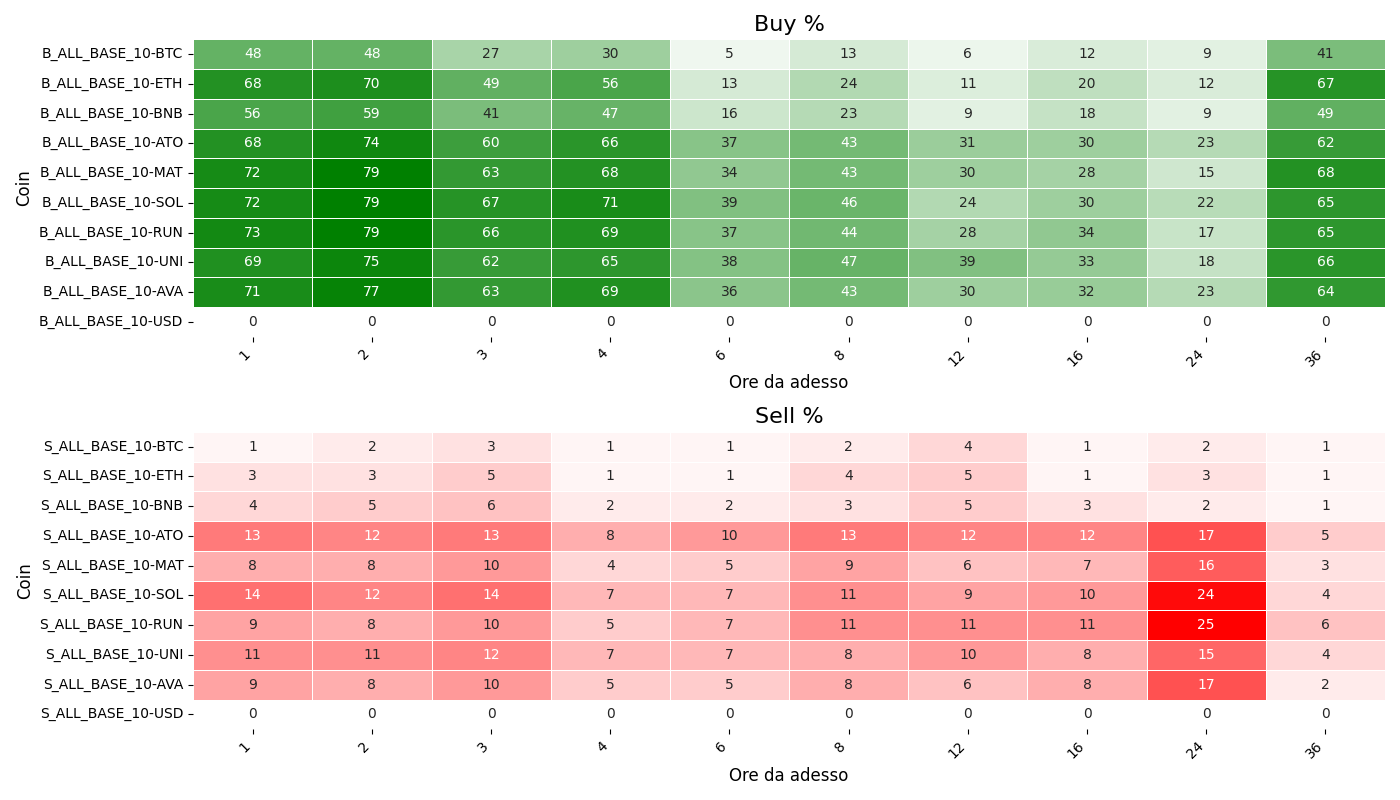 Buy %
Coin
B_ALL_BASE_10-BTC 48 48 27 30 5 13 6 12 9 41
B_ALL_BASE_10-ETH 68 70 49 56 13 24 11 20 12 67
B_ALL_BASE_10-BNB 56 59 41 47 16 23 9 18 9 49
B_ALL_BASE_10-ATO 68 74 60 66 37 43 31 30 23 62
B_ALL_BASE_10-MAT 72 79 63 68 34 43 30 28 15 68
B_ALL_BASE_10-SOL 72 79 67 71 39 46 24 30 22 65
B_ALL_BASE_10-RUN 73 79 66 69 37 44 28 34 17 65
B_ALL_BASE_10-UNI 69 75 62 65 38 47 39 33 18 66
B_ALL_BASE_10-AVA 71 77 63 69 36 43 30 32 23 64
B_ALL_BASE_10-USD 0 0 0 0 0 0 0 0 0 0
1 2 3 4 6 8 12 16 24 36
Ore da adesso
Sell %
Coin
S_ALL_BASE_10-BTC 1 2 3 1 1 2 4 1 2 1
S_ALL_BASE_10-ETH 3 3 5 1 1 4 5 1 3 1
S_ALL_BASE_10-BNB 4 5 6 2 2 3 5 3 2 1
S_ALL_BASE_10-ATO 13 12 13 8 10 13 12 12 17 5
S_ALL_BASE_10-MAT 8 8 10 4 5 9 6 7 16 3
S_ALL_BASE_10-SOL 14 12 14 7 7 11 9 10 24 4
S_ALL_BASE_10-RUN 9 8 10 5 7 11 11 11 25 6
S_ALL_BASE_10-UNI 11 11 12 7 7 8 10 8 15 4
S_ALL_BASE_10-AVA 9 8 10 5 5 8 6 8 17 2
S_ALL_BASE_10-USD 0 0 0 0 0 0 0 0 0 0
1 2 3 4 6 8 12 16 24 36
Ore da adesso